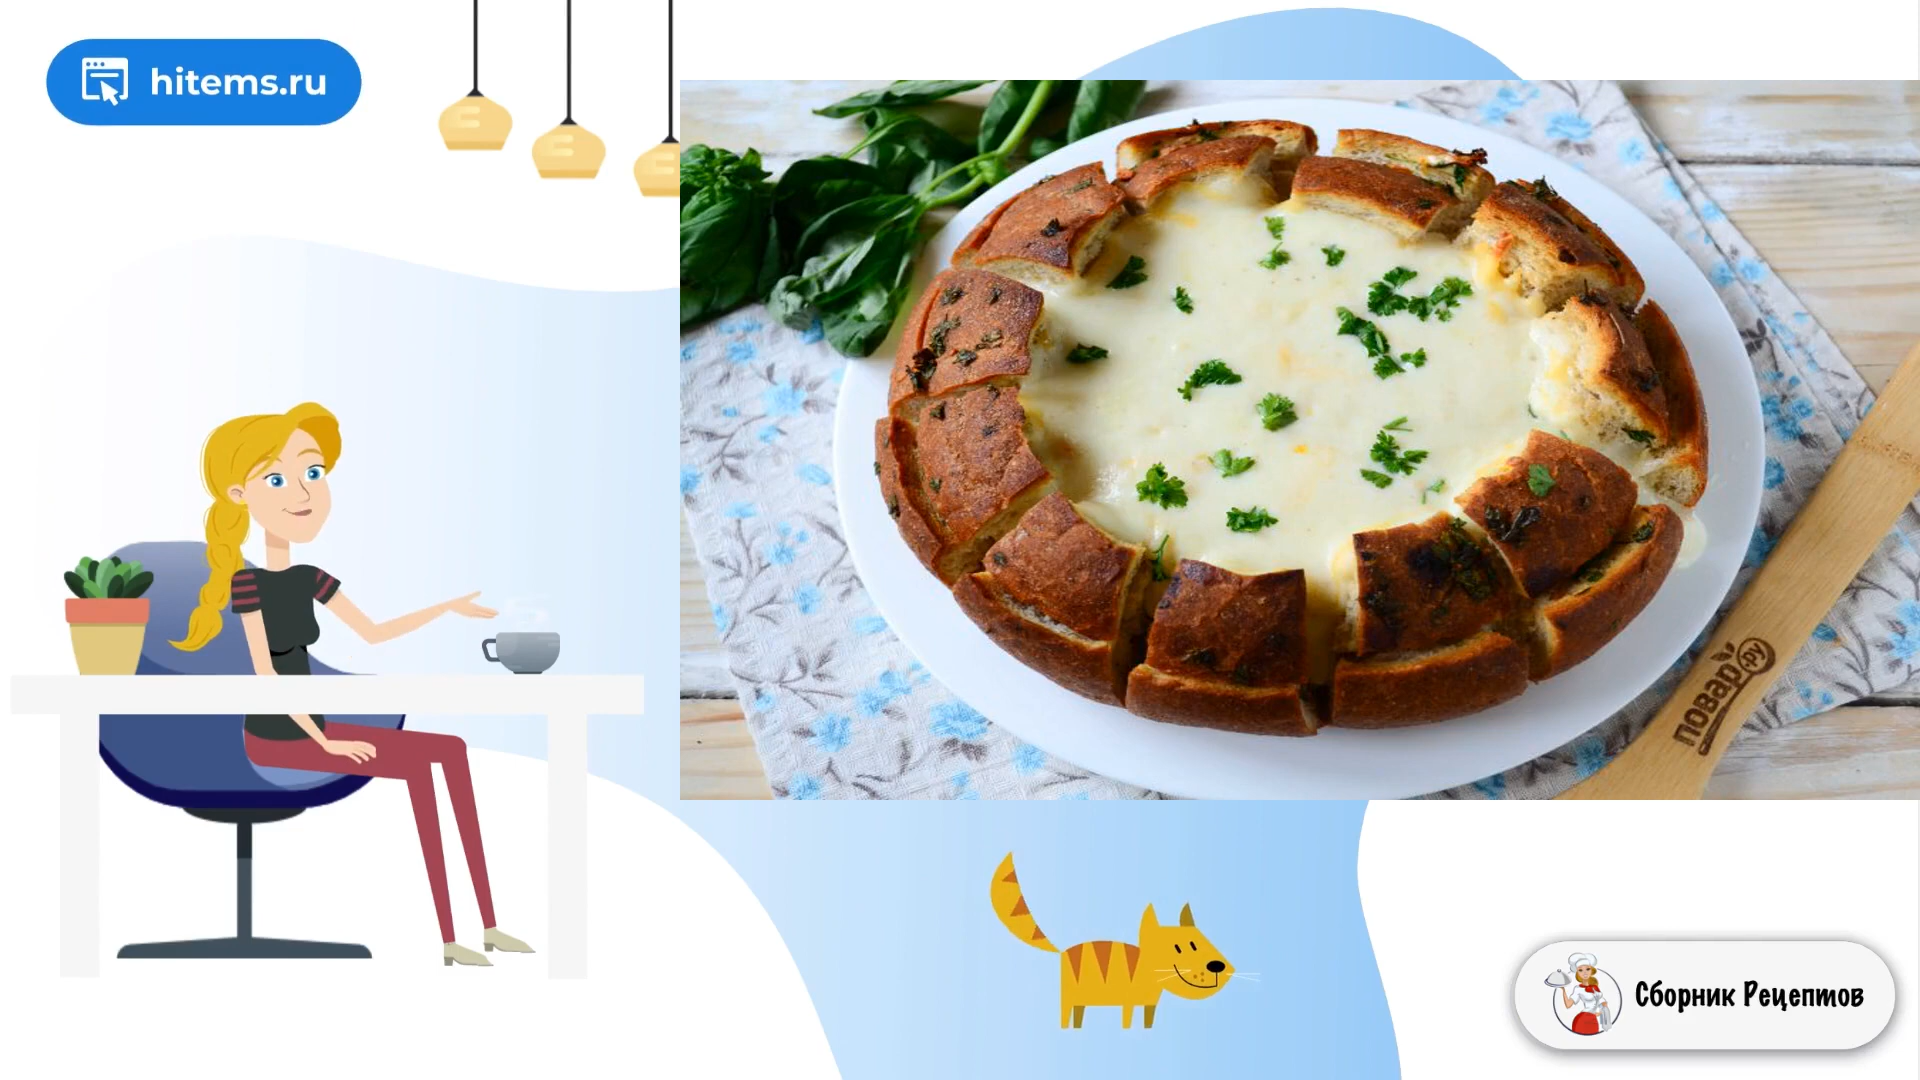 hitems.ru
повар.ру
Сборник Рецептов